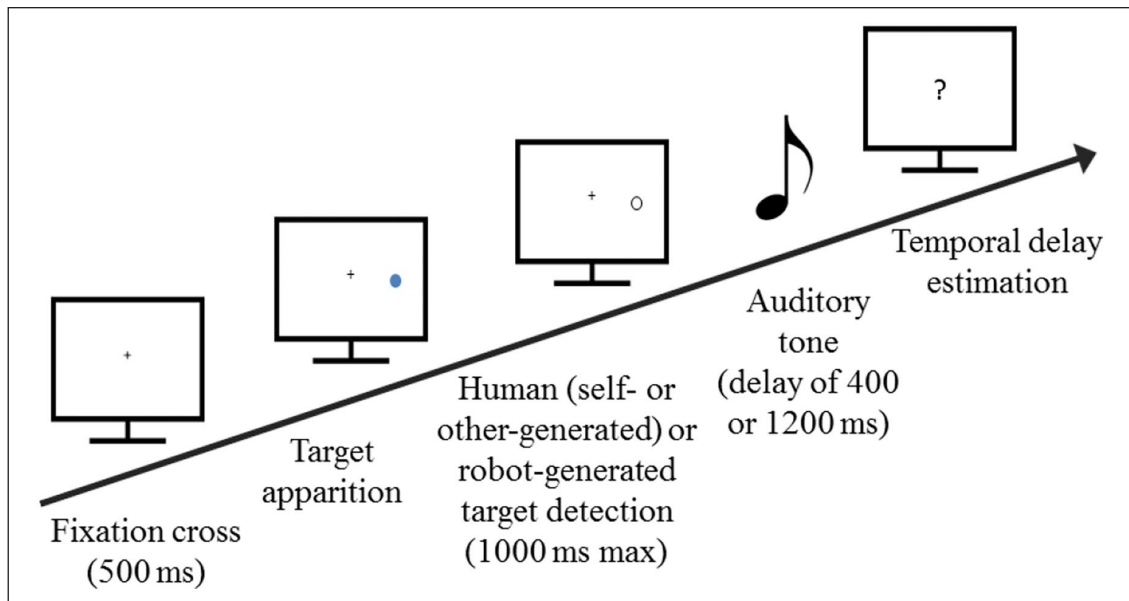 +
+
+
?
Fixation cross
(500 ms)
Target
apparition
Human (self- or
other-generated) or
robot-generated
target detection
(1000 ms max)
Auditory
tone
(delay of 400
or 1200 ms)
Temporal delay
estimation